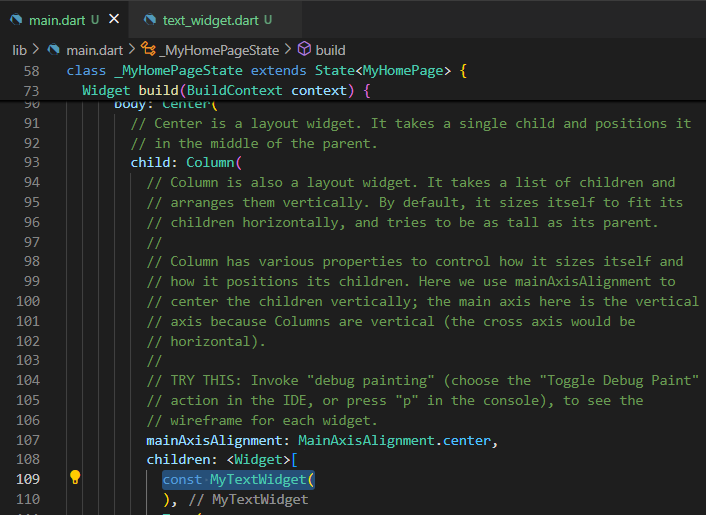 main.dart U
text_widget.dart U
lib > main.dart > _MyHomePageState > build
58 class _MyHomePageState extends State<MyHomePage> {
73 Widget build(BuildContext context) {
90 body: Center(
91 // Center is a layout widget. It takes a single child and positions it
92 // in the middle of the parent.
93 child: Column(
94 // Column is also a layout widget. It takes a list of children and
95 // arranges them vertically. By default, it sizes itself to fit its
96 // children horizontally, and tries to be as tall as its parent.
97 //
98 // Column has various properties to control how it sizes itself and
99 // how it positions its children. Here we use mainAxisAlignment to
100 // center the children vertically; the main axis here is the vertical
101 // axis because Columns are vertical (the cross axis would be
102 // horizontal).
103 //
104 // TRY THIS: Invoke "debug painting" (choose the "Toggle Debug Paint"
105 // action in the IDE, or press "p" in the console), to see the
106 // wireframe for each widget.
107 mainAxisAlignment: MainAxisAlignment.center,
108 children: <Widget>[
109 const MyTextWidget(
110 ), // MyTextWidget